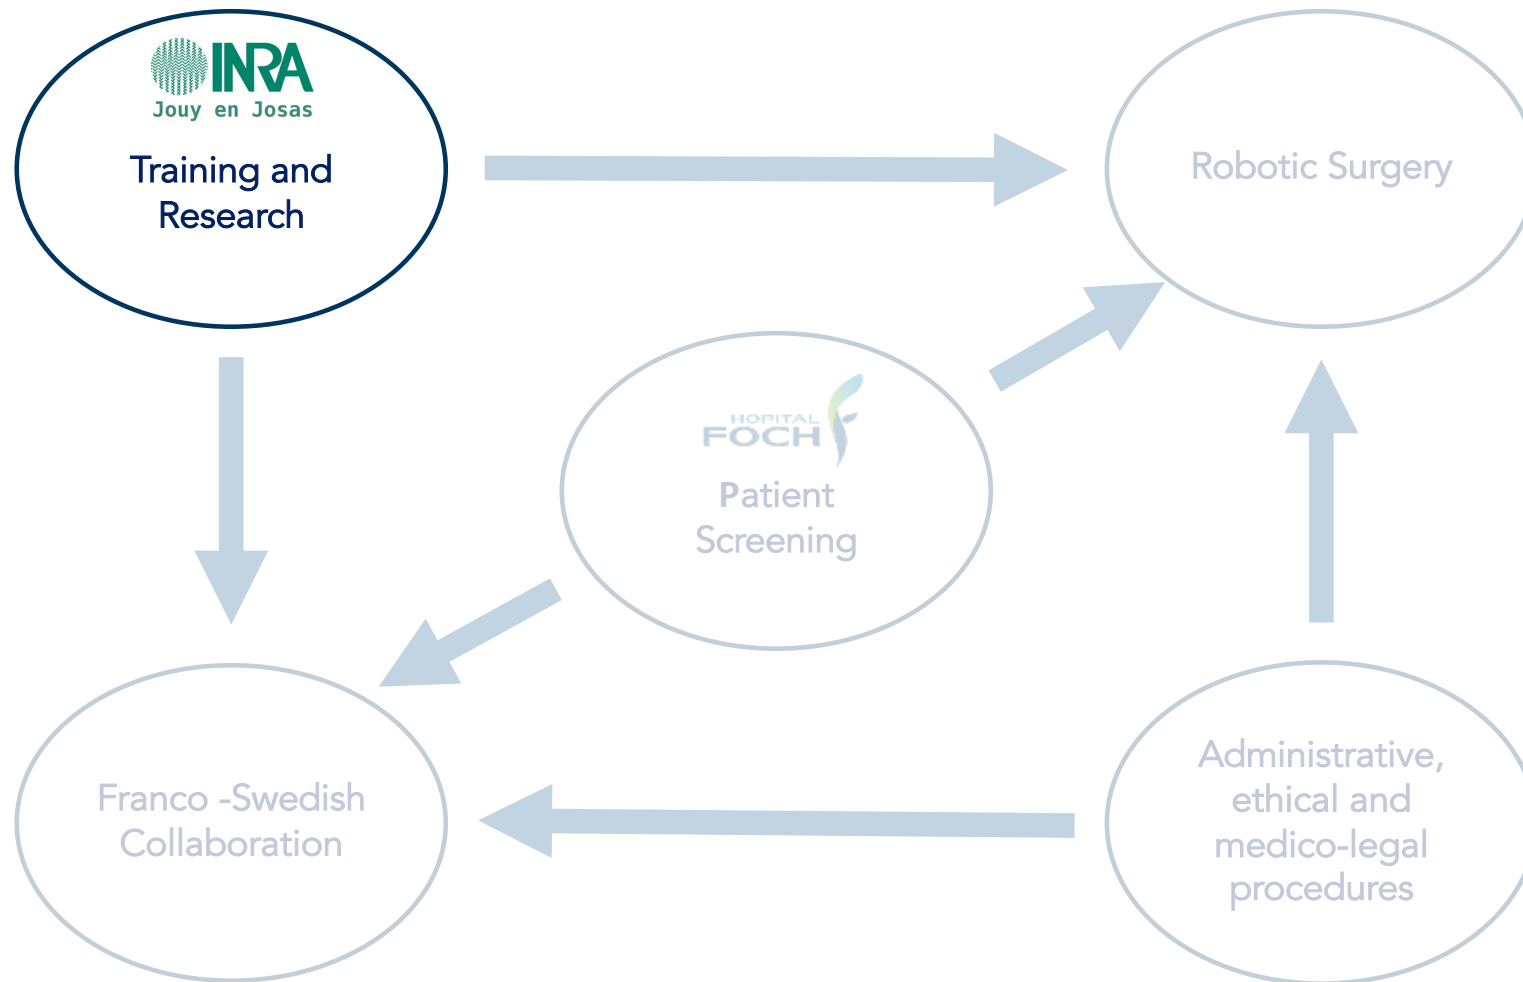 INRA
Jouy en Josas
Training and
Research
Robotic Surgery
HOPITAL
FOCH
Patient
Screening
Franco -Swedish
Collaboration
Administrative,
ethical and
medico-legal
procedures